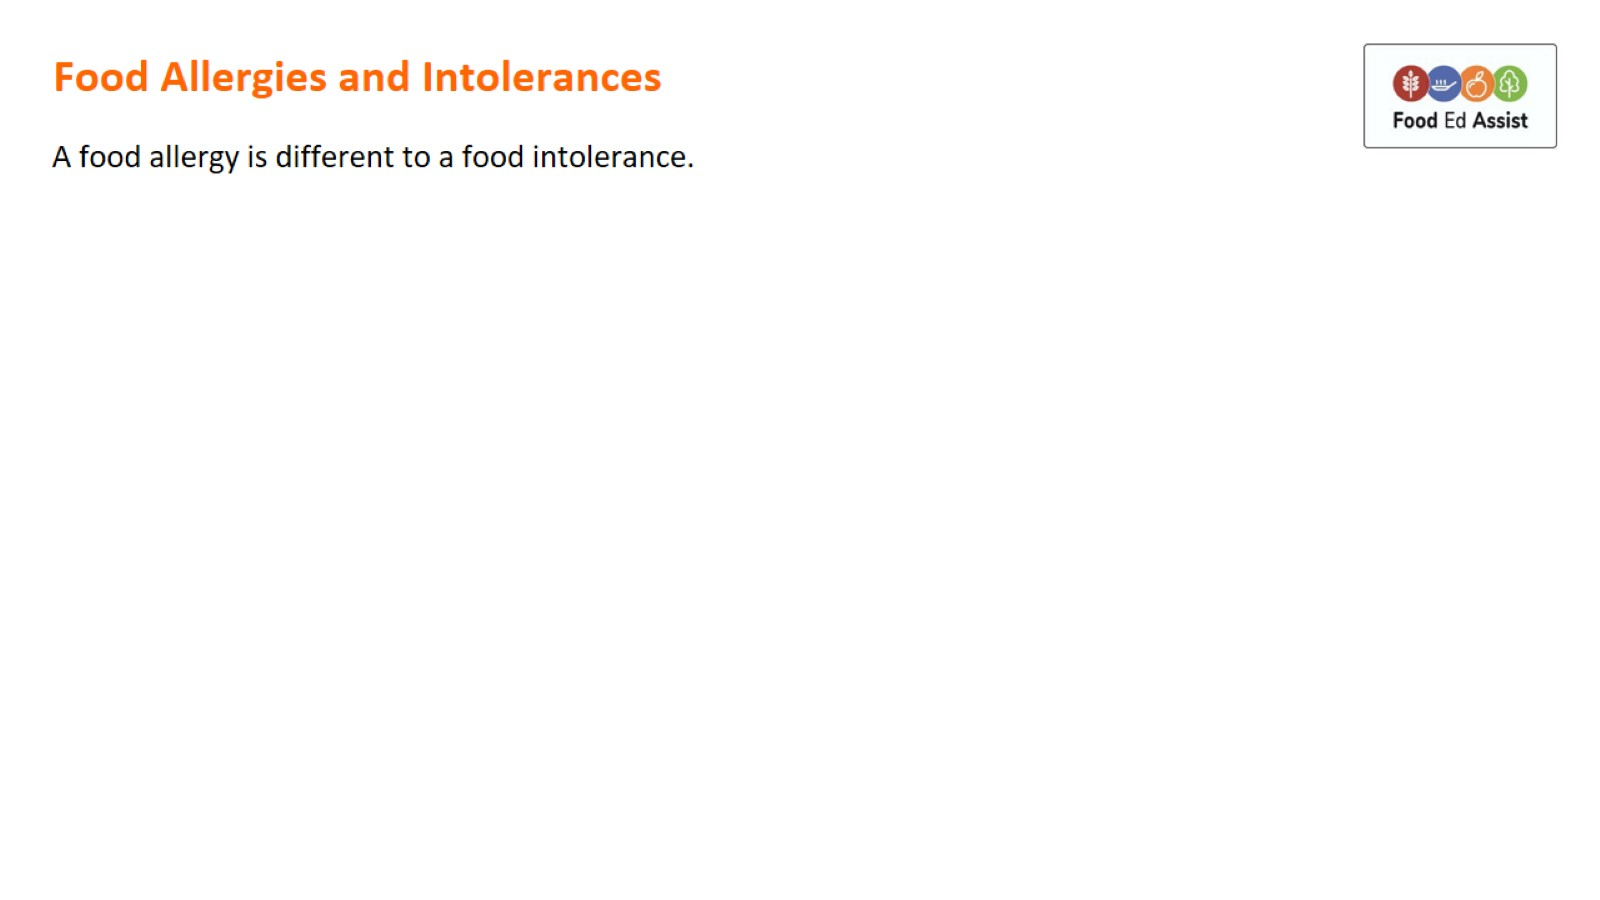 Food Allergies and Intolerances
Food Ed Assist
A food allergy is different to a food intolerance.